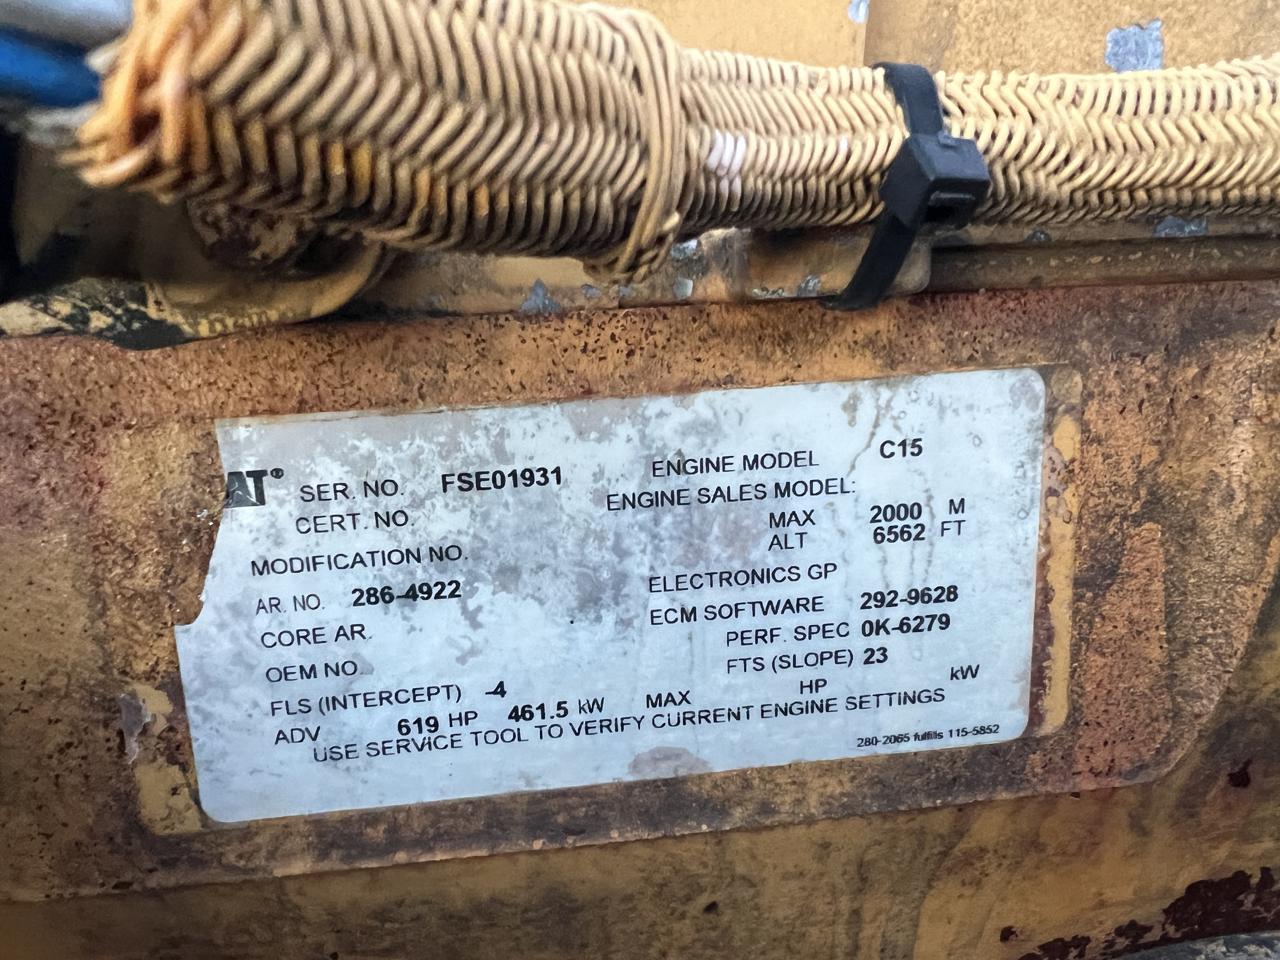 AT® SER. NO. FSE01931 ENGINE MODEL C15
CERT. NO. ENGINE SALES MODEL:
MAX 2000 M
ALT 6562 FT
MODIFICATION NO.
AR. NO. 286-4922 ELECTRONICS GP
CORE AR. ECM SOFTWARE 292-9628
OEM NO. PERF. SPEC 0K-6279
FLS (INTERCEPT) -4 FTS (SLOPE) 23
ADV 619 HP 461.5 kW MAX HP kW
USE SERVICE TOOL TO VERIFY CURRENT ENGINE SETTINGS
280-2065 fulfills 115-5852